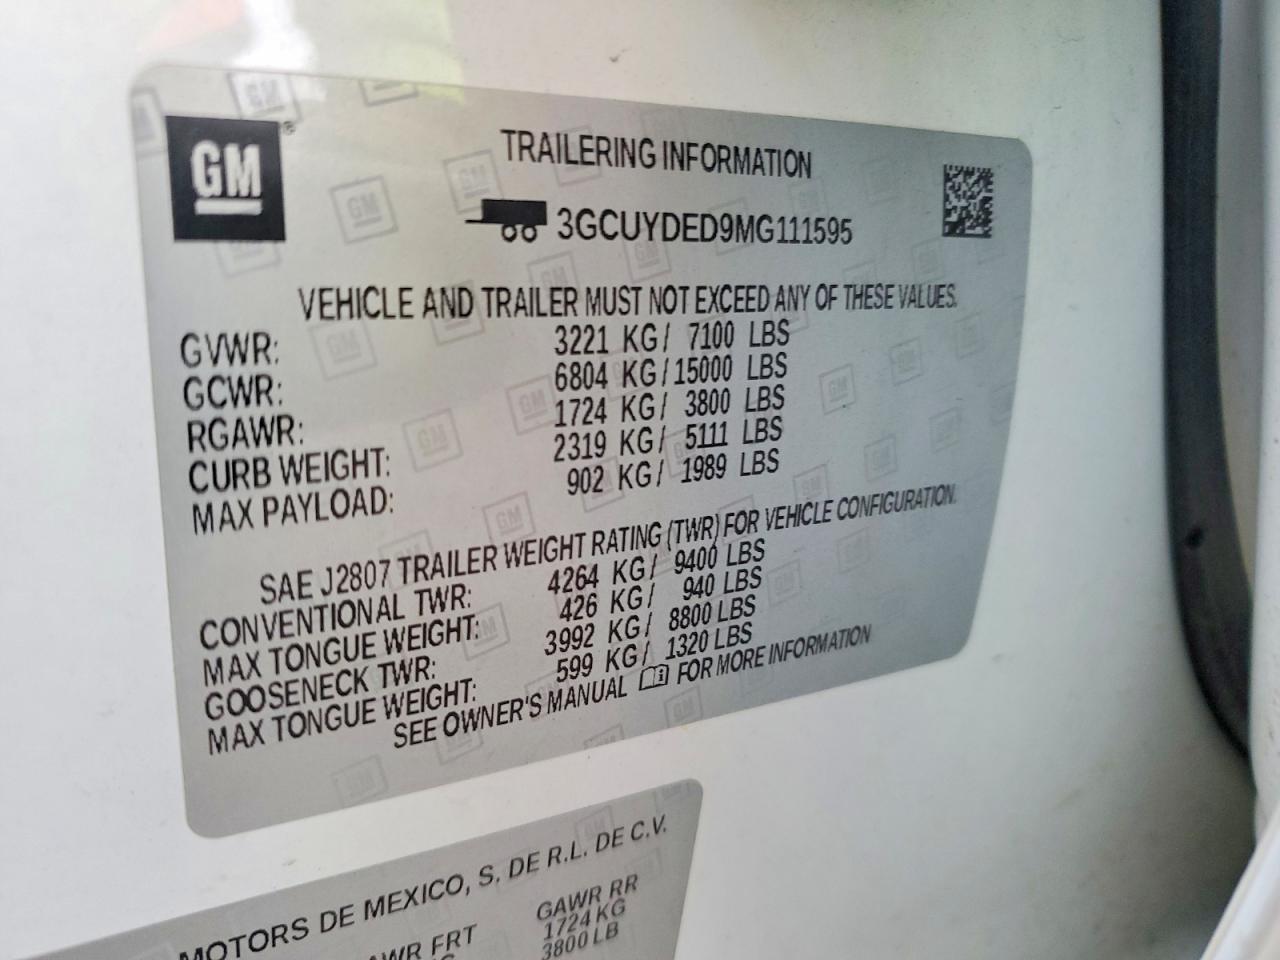 GM®
TRAILERING INFORMATION
3GCUYDED9MG111595
VEHICLE AND TRAILER MUST NOT EXCEED ANY OF THESE VALUES.
GVWR: 3221 KG/ 7100 LBS
GCWR: 6804 KG/ 15000 LBS
RGAWR: 1724 KG/ 3800 LBS
CURB WEIGHT: 2319 KG/ 5111 LBS
MAX PAYLOAD: 902 KG/ 1989 LBS
SAE J2807 TRAILER WEIGHT RATING (TWR) FOR VEHICLE CONFIGURATION.
CONVENTIONAL TWR: 4264 KG/ 9400 LBS
MAX TONGUE WEIGHT: 426 KG/ 940 LBS
GOOSENECK TWR: 3992 KG/ 8800 LBS
MAX TONGUE WEIGHT: 599 KG/ 1320 LBS
SEE OWNER'S MANUAL FOR MORE INFORMATION
MOTORS DE MEXICO, S. DE R.L. DE C.V.
AWR FRT GAWR RR
1724 KG
3800 LB